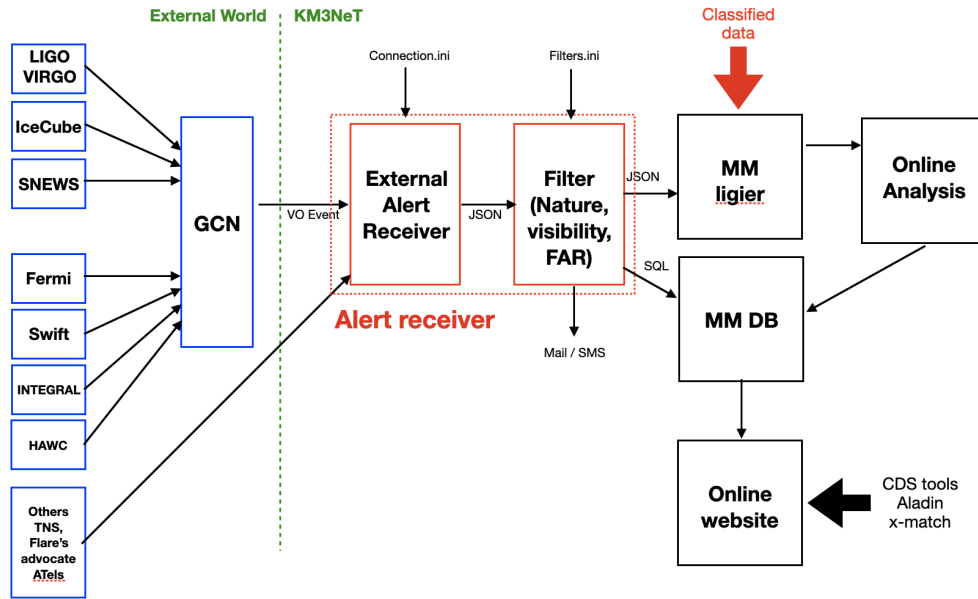 External World
KM3NeT
Classified
data
LIGO
VIRGO
IceCube
SNEWS
Fermi
Swift
INTEGRAL
HAWC
Others
TNS,
Flare's
advocate
ATels
GCN
VO Event
Connection.ini
External
Alert
Receiver
JSON
Filters.ini
Filter
(Nature,
visibility,
FAR)
Alert receiver
Mail / SMS
JSON
SQL
MM
ligier
Online
Analysis
MM DB
Online
website
CDS tools
Aladin
x-match